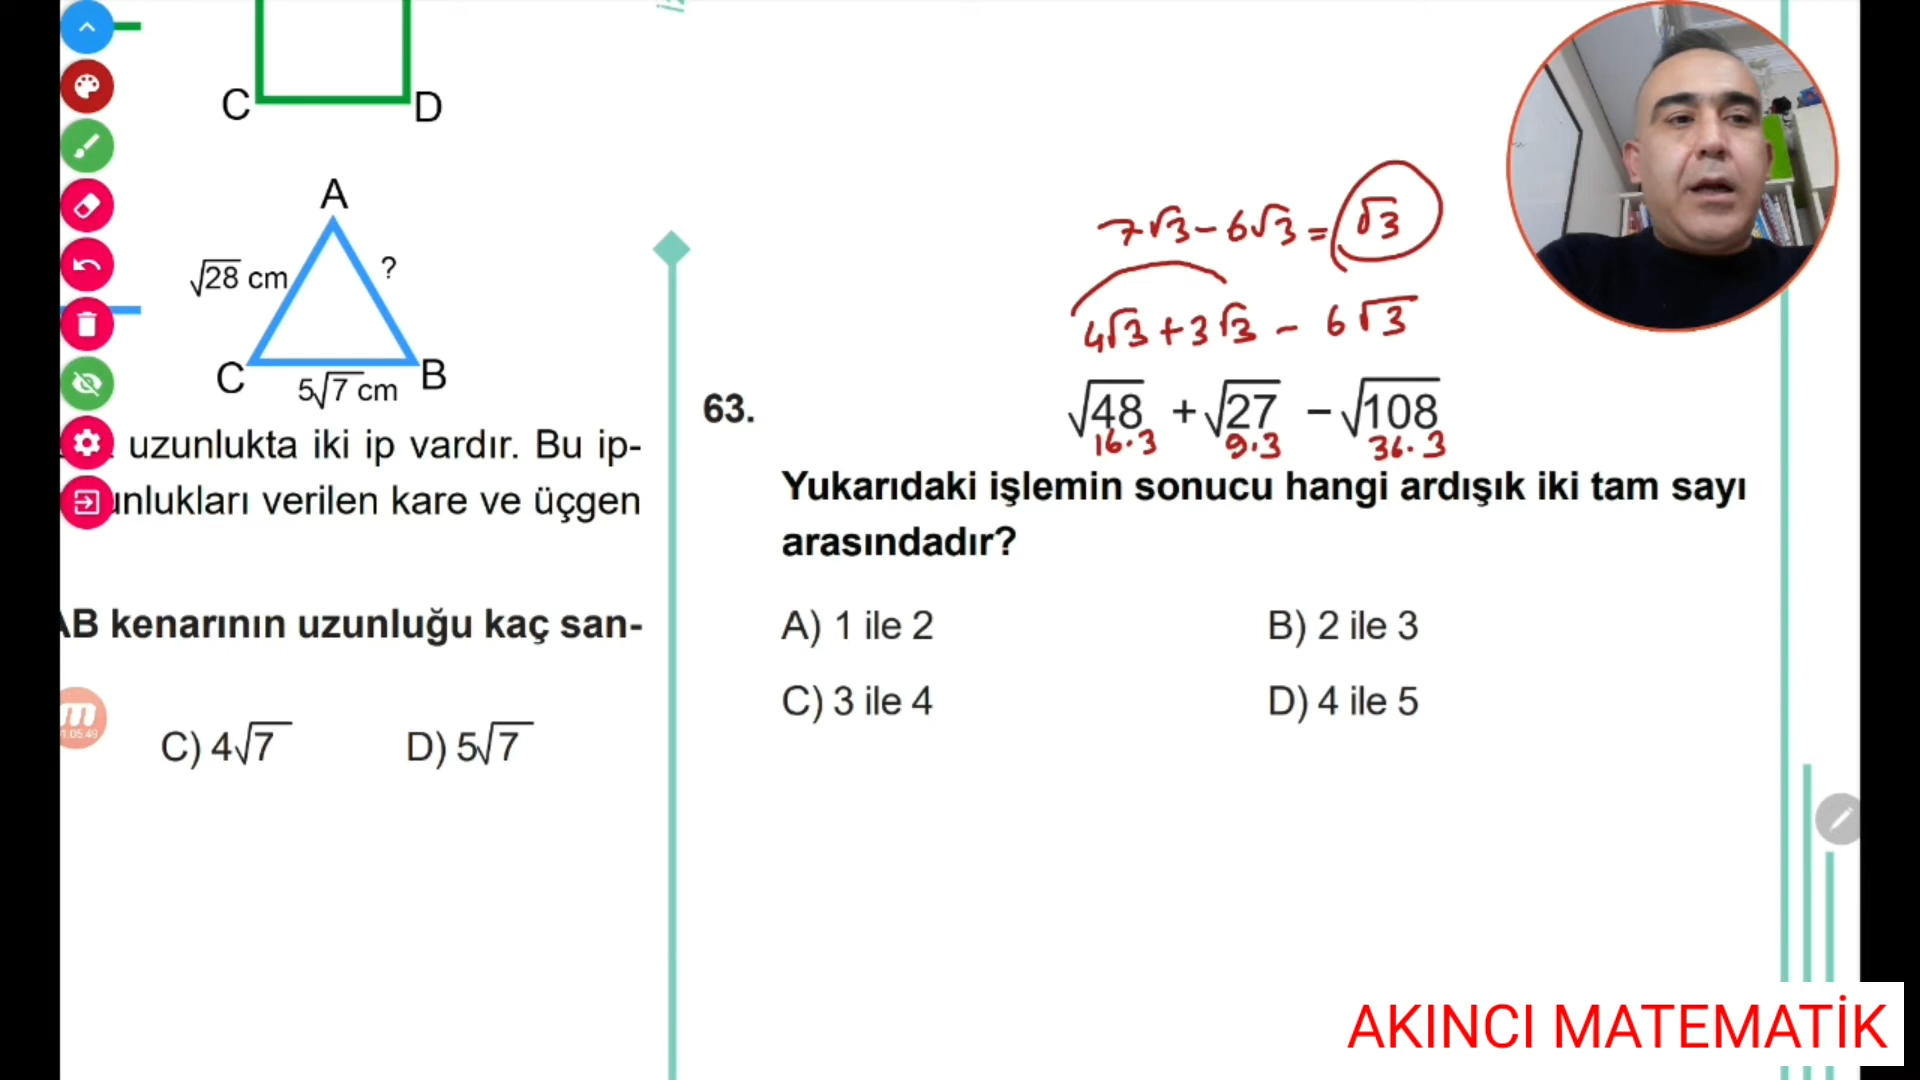 C
D
A
√28 cm
?
C
5√7 cm
B
uzunlukta iki ip vardır. Bu ip-
unlukları verilen kare ve üçgen
AB kenarının uzunluğu kaç san-
C) 4√7
D) 5√7
7√3 - 6√3 = √3
4√3 + 3√3 - 6√3
63.
√48 + √27 - √108
16.3 9.3 36.3
Yukarıdaki işlemin sonucu hangi ardışık iki tam sayı
arasındadır?
A) 1 ile 2
B) 2 ile 3
C) 3 ile 4
D) 4 ile 5
AKINCI MATEMATİK